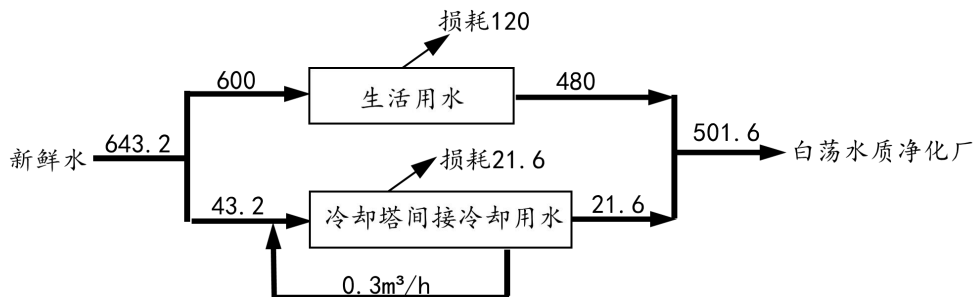 损耗120
600
生活用水
480
新鲜水
643.2
501.6
白荡水质净化厂
损耗21.6
43.2
冷却塔间接冷却用水
21.6
0.3m³/h